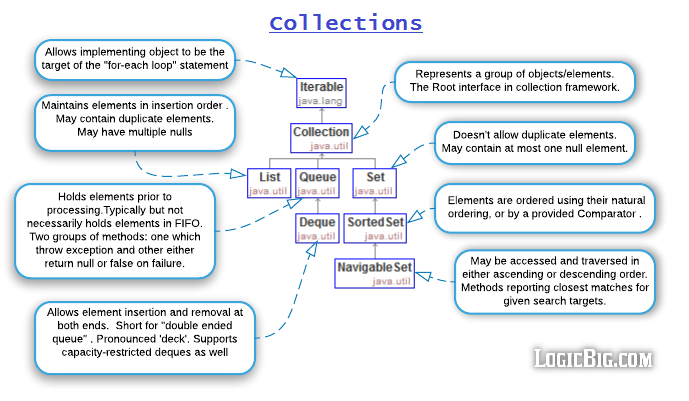 Collections
Allows implementing object to be the
target of the "for-each loop" statement
Iterable
java.lang
Represents a group of objects/elements.
The Root interface in collection framework.
Maintains elements in insertion order .
May contain duplicate elements.
May have multiple nulls
Collection
java.util
Doesn't allow duplicate elements.
May contain at most one null element.
List
java.util
Queue
java.util
Set
java.util
Holds elements prior to
processing.Typically but not
necessarily holds elements in FIFO.
Two groups of methods: one which
throw exception and other either
return null or false on failure.
Elements are ordered using their natural
ordering, or by a provided Comparator .
Deque
java.util
SortedSet
java.util
NavigableSet
java.util
May be accessed and traversed in
either ascending or descending order.
Methods reporting closest matches for
given search targets.
Allows element insertion and removal at
both ends.  Short for "double ended
queue" . Pronounced 'deck'. Supports
capacity-restricted deques as well
LogicBig.com